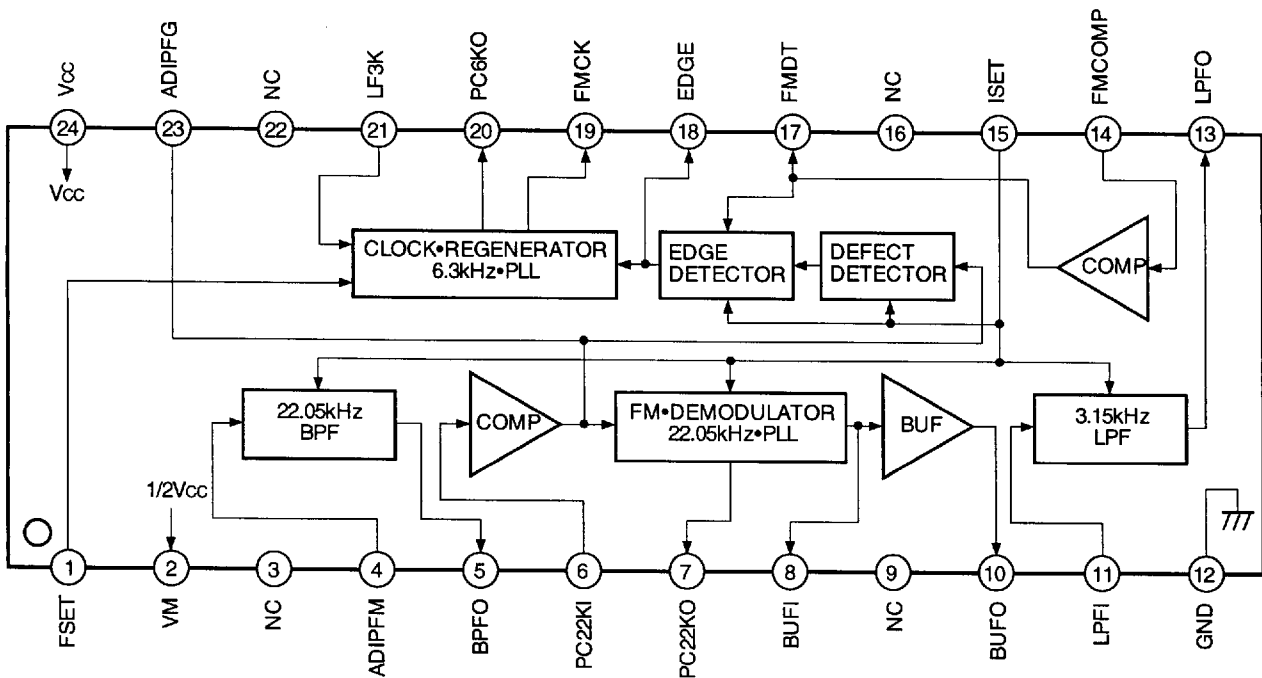 VCC
ADIPFG
NC
LF3K
PC6KO
FMCK
EDGE
FMDT
NC
ISET
FMCOMP
LPFO
24
23
22
21
20
19
18
17
16
15
14
13
VCC
CLOCK•REGENERATOR
6.3kHz•PLL
EDGE
DETECTOR
DEFECT
DETECTOR
COMP
22.05kHz
BPF
COMP
FM•DEMODULATOR
22.05kHz•PLL
BUF
3.15kHz
LPF
1/2VCC
1
2
3
4
5
6
7
8
9
10
11
12
FSET
VM
NC
ADIPFM
BPFO
PC22KI
PC22KO
BUFI
NC
BUFO
LPFI
GND